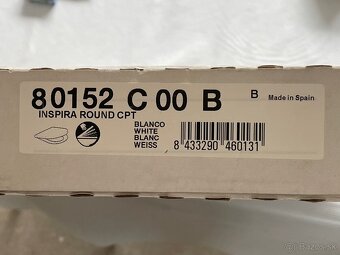 80152 C 00 B
B
Made in Spain
INSPIRA ROUND CPT
BLANCO
WHITE
BLANC
WEISS
8 433290 460131